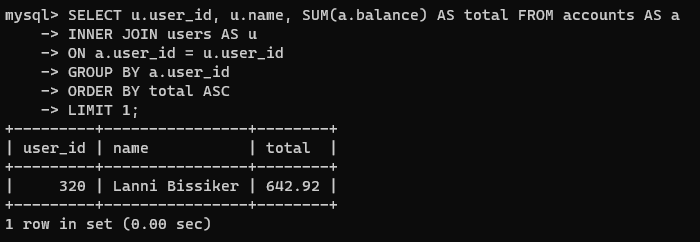 mysql> SELECT u.user_id, u.name, SUM(a.balance) AS total FROM accounts AS a
    -> INNER JOIN users AS u
    -> ON a.user_id = u.user_id
    -> GROUP BY a.user_id
    -> ORDER BY total ASC
    -> LIMIT 1;
+---------+----------------+--------+
| user_id | name           | total  |
+---------+----------------+--------+
|     320 | Lanni Bissiker | 642.92 |
+---------+----------------+--------+
1 row in set (0.00 sec)